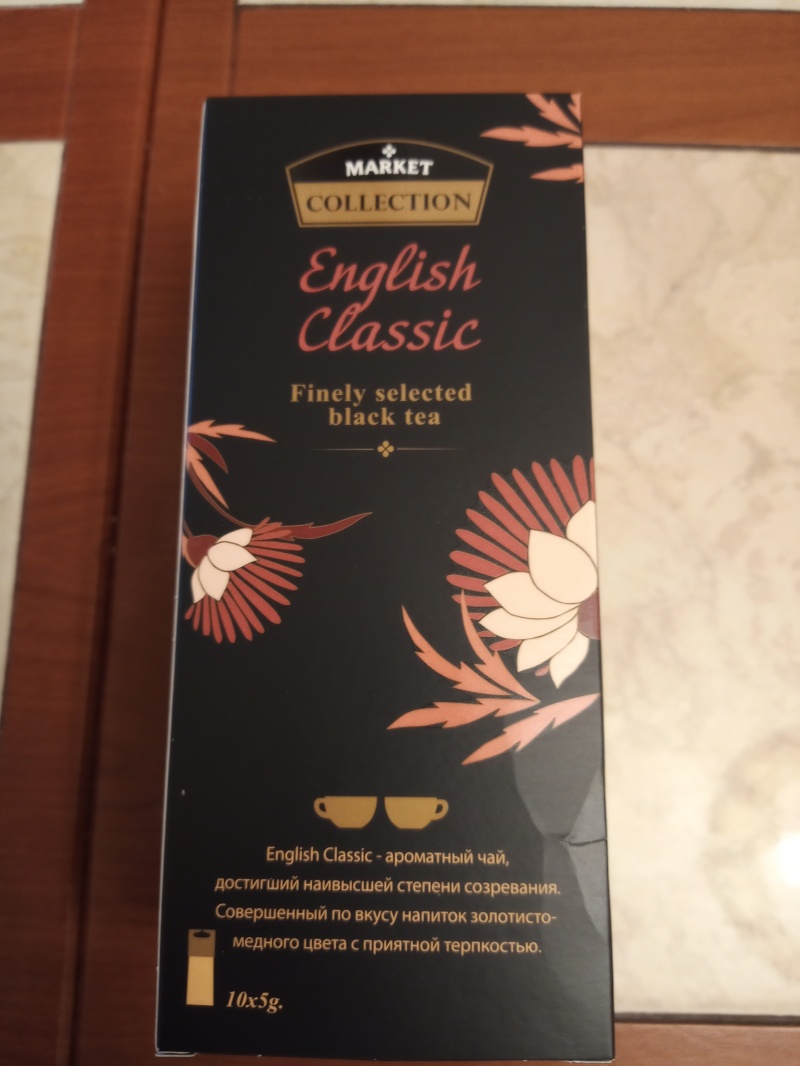 MARKET
COLLECTION
English
Classic
Finely selected
black tea
English Classic - ароматный чай,
достигший наивысшей степени созревания.
Совершенный по вкусу напиток золотисто-
медного цвета с приятной терпкостью.
10x5g.